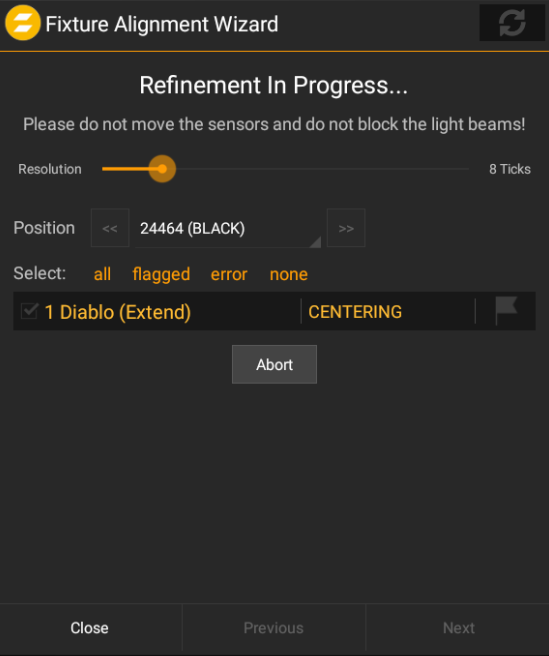 Fixture Alignment Wizard
Refinement In Progress...
Please do not move the sensors and do not block the light beams!
Resolution 8 Ticks
Position << 24464 (BLACK) >>
Select: all flagged error none
1 Diablo (Extend) CENTERING
Abort
Close Previous Next